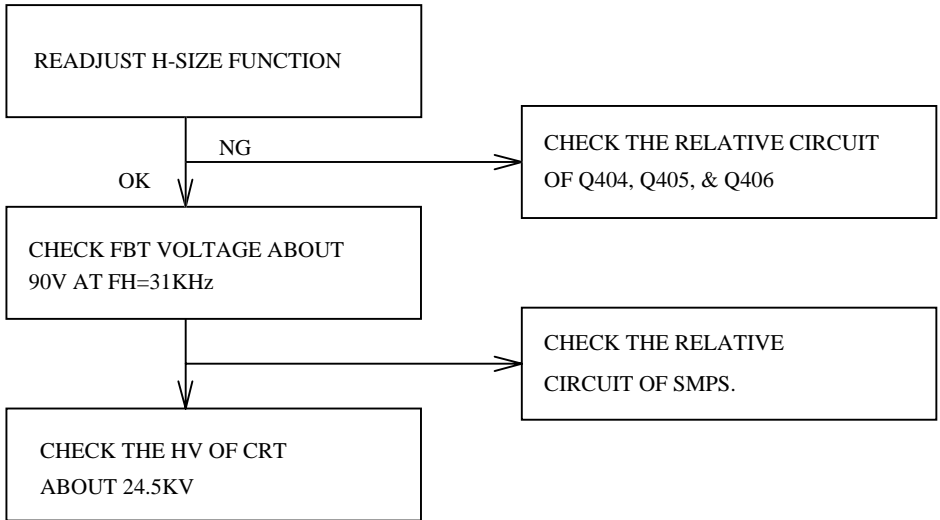 READJUST H-SIZE FUNCTION
NG
CHECK THE RELATIVE CIRCUIT
OF Q404, Q405, & Q406
OK
CHECK FBT VOLTAGE ABOUT
90V AT FH=31KHz
CHECK THE RELATIVE
CIRCUIT OF SMPS.
CHECK THE HV OF CRT
ABOUT 24.5KV